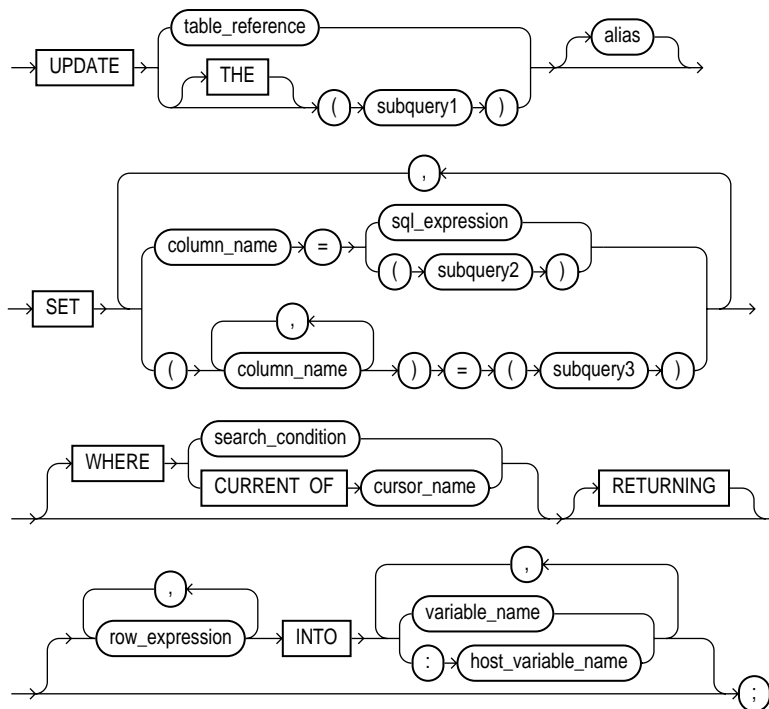 table_reference
alias
UPDATE
THE
( subquery1 )
,
column_name = sql_expression
( subquery2 )
SET
,
( column_name ) = ( subquery3 )
WHERE search_condition
CURRENT OF cursor_name
RETURNING
, ,
row_expression INTO variable_name
: host_variable_name
;